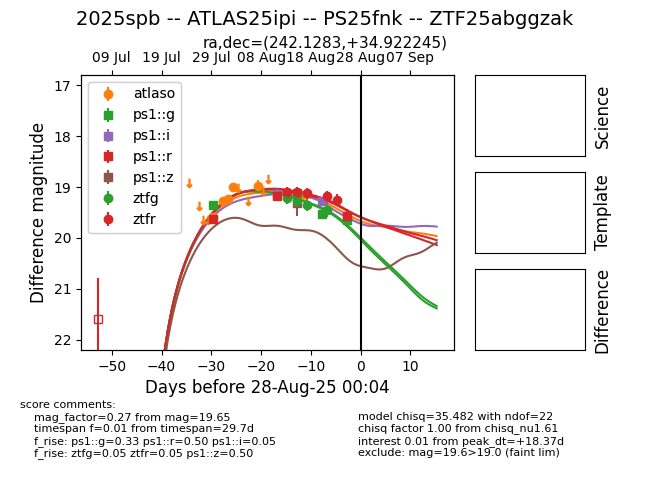 2025spb -- ATLAS25ipi -- PS25fnk -- ZTF25abggzak
ra,dec=(242.1283,+34.922245)
09 Jul 19 Jul 29 Jul 08 Aug 18 Aug 28 Aug 07 Sep
17
18
19
20
21
22
Difference magnitude
atlaso
ps1::g
ps1::i
ps1::r
ps1::z
ztfg
ztfr
−50 −40 −30 −20 −10 0 10
Days before 28-Aug-25 00:04
Science
Template
Difference
score comments:
mag_factor=0.27 from mag=19.65
timespan f=0.01 from timespan=29.7d
f_rise: ps1::g=0.33 ps1::r=0.50 ps1::i=0.05
f_rise: ztfg=0.05 ztfr=0.05 ps1::z=0.50
model chisq=35.482 with ndof=22
chisq factor 1.00 from chisq_nu1.61
interest 0.01 from peak_dt=+18.37d
exclude: mag=19.6>19.0 (faint lim)